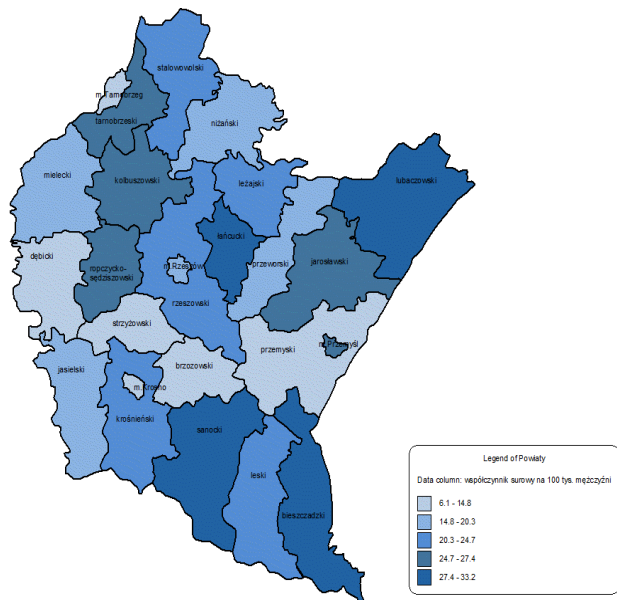 stalowowolski
m.Tarnobrzeg
tarnobrzeski
niżański
mielecki
kolbuszowski
leżajski
lubaczowski
łańcucki
dębicki
ropczycko-
sędziszowski
m.Rzeszów
przeworski
jarosławski
rzeszowski
strzyżowski
m.Przemyśl
przemyski
brzozowski
jasielski
m.Krosno
krośnieński
sanocki
leski
bieszczadzki
Legend of Powiaty
Data column: współczynnik surowy na 100 tys. mężczyźni
6.1 - 14.8
14.8 - 20.3
20.3 - 24.7
24.7 - 27.4
27.4 - 33.2